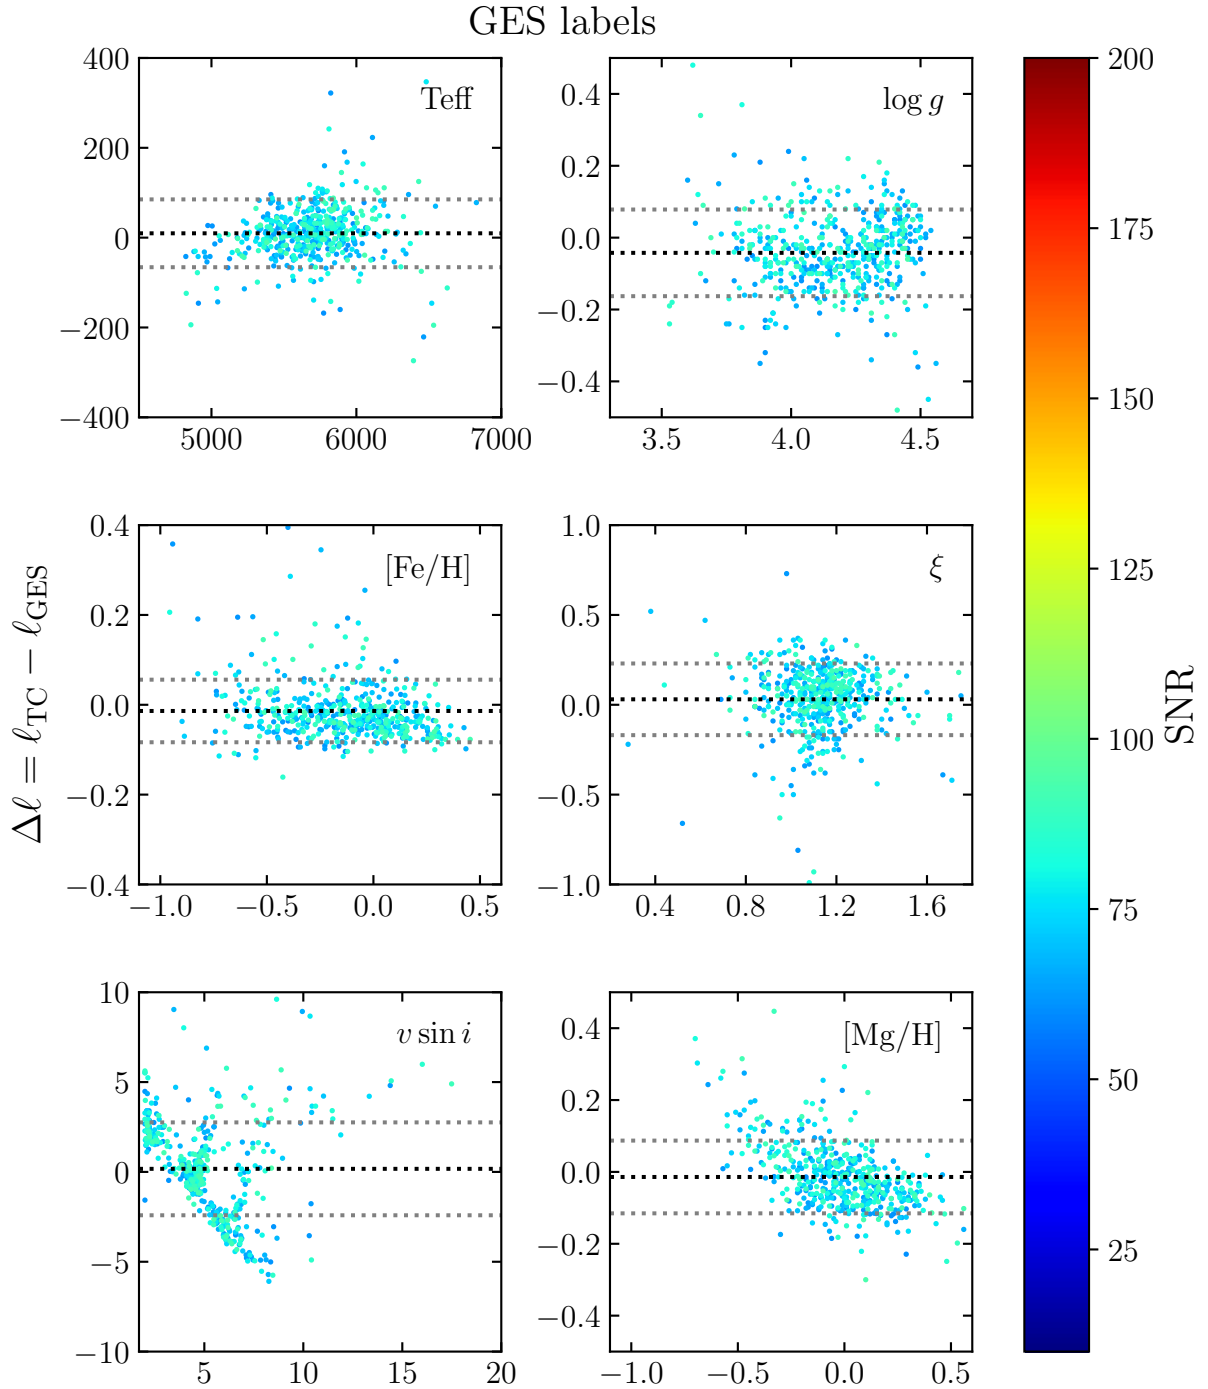 GES labels
400
200
0
−200
−400
Teff
5000 6000 7000
0.4
0.2
0.0
−0.2
−0.4
log g
3.5 4.0 4.5
0.4
0.2
0.0
−0.2
−0.4
[Fe/H]
−1.0 −0.5 0.0 0.5
1.0
0.5
0.0
−0.5
−1.0
ξ
0.4 0.8 1.2 1.6
10
5
0
−5
−10
v sin i
5 10 15 20
0.4
0.2
0.0
−0.2
−0.4
[Mg/H]
−1.0 −0.5 0.0 0.5
Δℓ = ℓTC − ℓGES
200
175
150
125
100
75
50
25
SNR